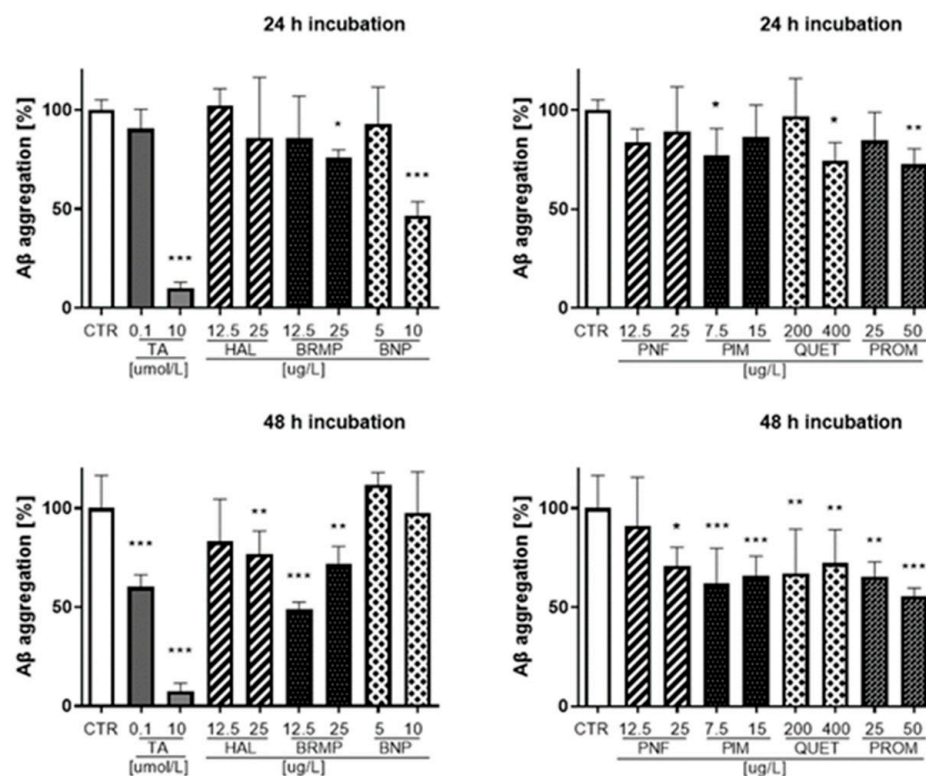 24 h incubation
Aβ aggregation [%]
100
50
0
*** * ***
CTR 0.1 10 12.5 25 12.5 25 5 10
TA HAL BRMP BNP
[umol/L] [ug/L]
24 h incubation
Aβ aggregation [%]
100
50
0
* * **
CTR 12.5 25 7.5 15 200 400 25 50
PNF PIM QUET PROM
[ug/L]
48 h incubation
Aβ aggregation [%]
100
50
0
*** *** ** *** **
CTR 0.1 10 12.5 25 12.5 25 5 10
TA HAL BRMP BNP
[umol/L] [ug/L]
48 h incubation
Aβ aggregation [%]
100
50
0
* *** *** ** ** ** ***
CTR 12.5 25 7.5 15 200 400 25 50
PNF PIM QUET PROM
[ug/L]